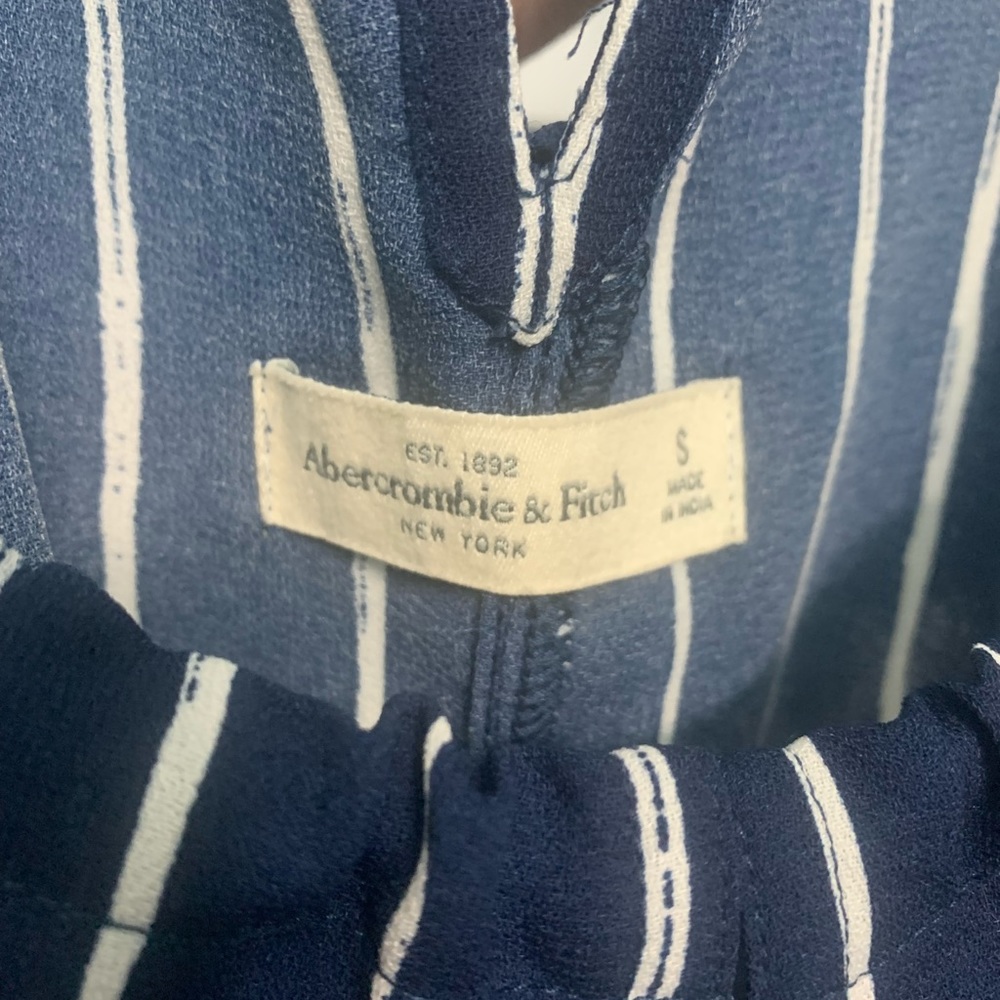 EST. 1892
Abercrombie & Fitch
NEW YORK
S
MADE
IN INDIA